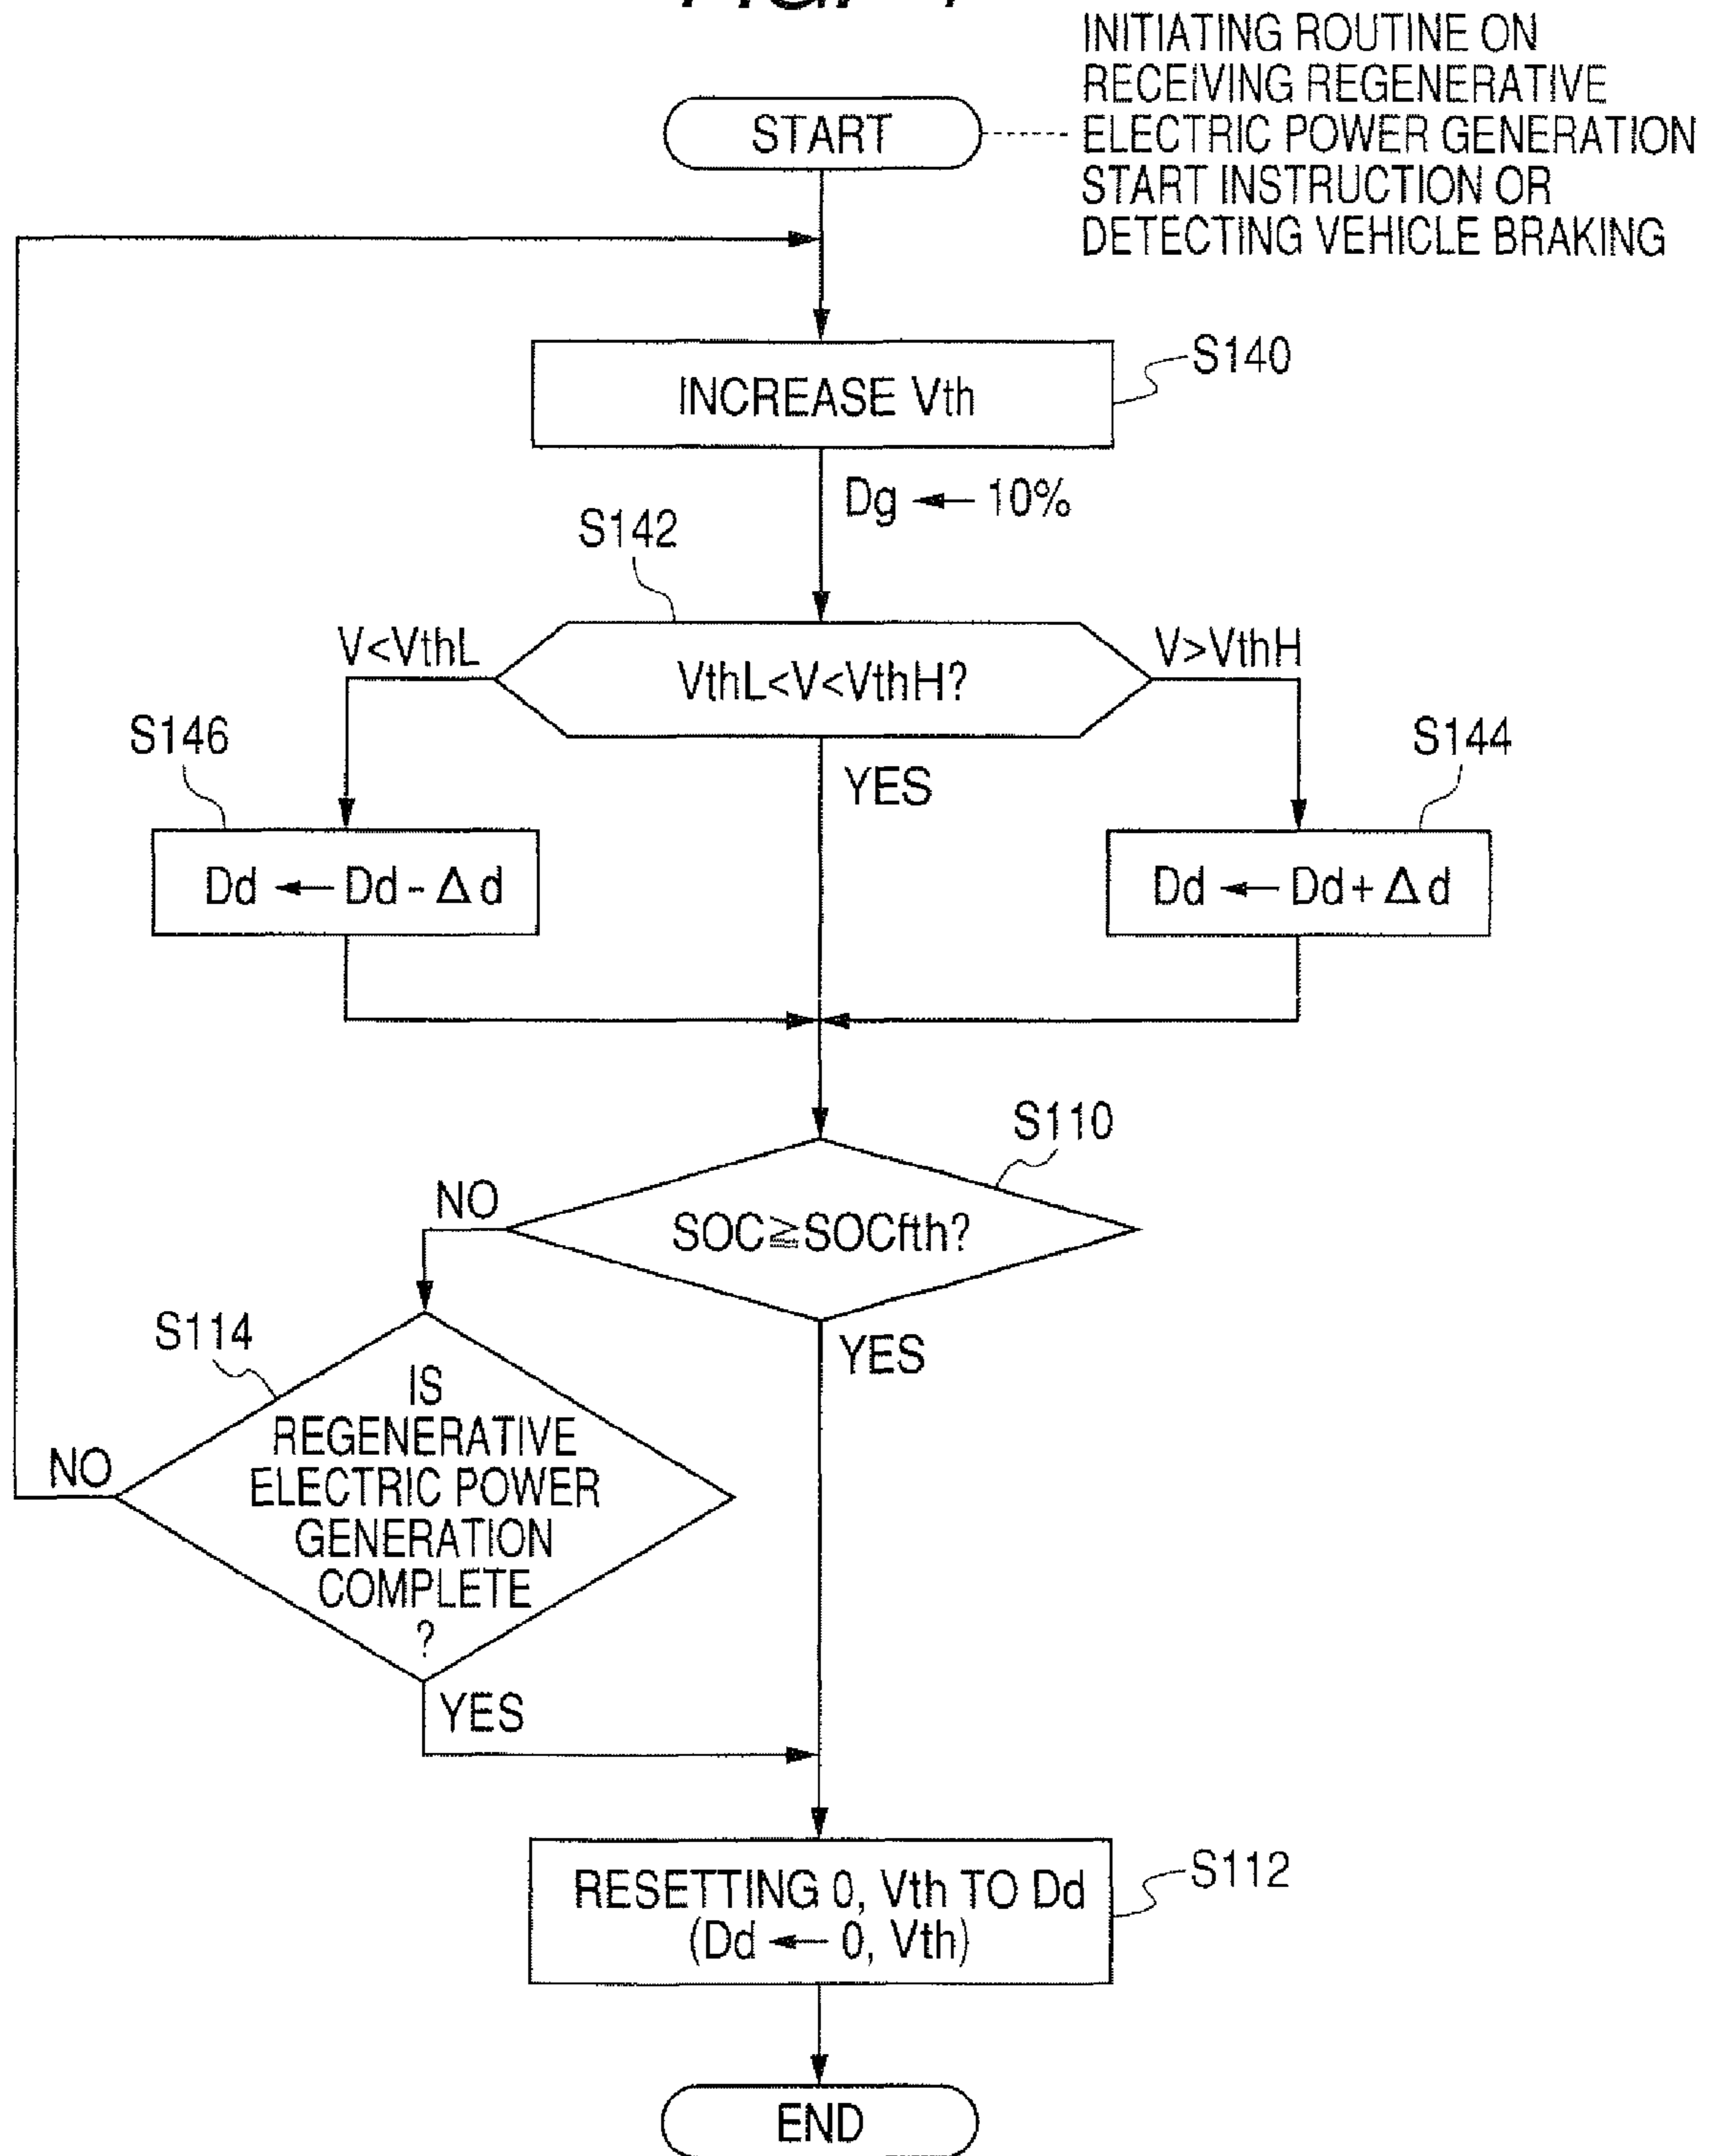 INITIATING ROUTINE ON
RECEIVING REGENERATIVE
ELECTRIC POWER GENERATION
START INSTRUCTION OR
DETECTING VEHICLE BRAKING
START
S140
INCREASE Vth
Dg ← 10%
S142
V<VthL
VthL<V<VthH?
V>VthH
S146
YES
S144
Dd ← Dd - Δd
Dd ← Dd + Δd
S110
NO
SOC≧SOCfth?
S114
YES
IS
REGENERATIVE
ELECTRIC POWER
GENERATION
COMPLETE
?
NO
YES
RESETTING 0, Vth TO Dd
(Dd ← 0, Vth)
S112
END